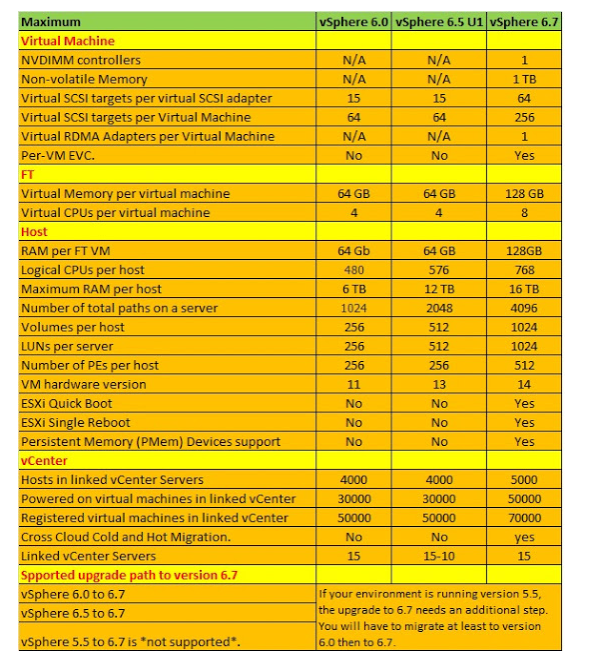 Maximum vSphere 6.0 vSphere 6.5 U1 vSphere 6.7
Virtual Machine
NVDIMM controllers N/A N/A 1
Non-volatile Memory N/A N/A 1 TB
Virtual SCSI targets per virtual SCSI adapter 15 15 64
Virtual SCSI targets per Virtual Machine 64 64 256
Virtual RDMA Adapters per Virtual Machine N/A N/A 1
Per-VM EVC. No No Yes
FT
Virtual Memory per virtual machine 64 GB 64 GB 128 GB
Virtual CPUs per virtual machine 4 4 8
Host
RAM per FT VM 64 Gb 64 GB 128GB
Logical CPUs per host 480 576 768
Maximum RAM per host 6 TB 12 TB 16 TB
Number of total paths on a server 1024 2048 4096
Volumes per host 256 512 1024
LUNs per server 256 512 1024
Number of PEs per host 256 256 512
VM hardware version 11 13 14
ESXi Quick Boot No No Yes
ESXi Single Reboot No No Yes
Persistent Memory (PMem) Devices support No No Yes
vCenter
Hosts in linked vCenter Servers 4000 4000 5000
Powered on virtual machines in linked vCenter 30000 30000 50000
Registered virtual machines in linked vCenter 50000 50000 70000
Cross Cloud Cold and Hot Migration. No No yes
Linked vCenter Servers 15 15-10 15
Spported upgrade path to version 6.7
vSphere 6.0 to 6.7
vSphere 6.5 to 6.7
vSphere 5.5 to 6.7 is *not supported*.
If your environment is running version 5.5,
the upgrade to 6.7 needs an additional step.
You will have to migrate at least to version
6.0 then to 6.7.